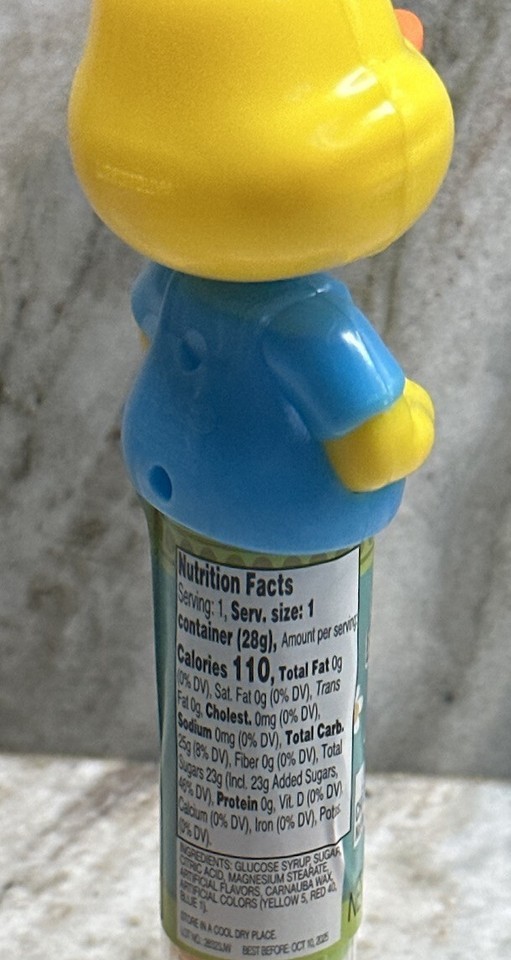 Nutrition Facts
Serving: 1, Serv. size: 1
container (28g), Amount per serving:
Calories 110, Total Fat 0g
(0% DV), Sat. Fat 0g (0% DV), Trans
Fat 0g, Cholest. 0mg (0% DV),
Sodium 0mg (0% DV), Total Carb.
25g (8% DV), Fiber 0g (0% DV), Total
Sugars 23g (Incl. 23g Added Sugars,
46% DV), Protein 0g, Vit. D (0% DV)
Calcium (0% DV), Iron (0% DV), Potas.
(0% DV).
INGREDIENTS: GLUCOSE SYRUP, SUGAR,
CITRIC ACID, MAGNESIUM STEARATE,
ARTIFICIAL FLAVORS, CARNAUBA WAX,
ARTIFICIAL COLORS (YELLOW 5, RED 40,
BLUE 1).
STORE IN A COOL DRY PLACE.
LOT NO.: BEST BEFORE: OCT 10, 2025